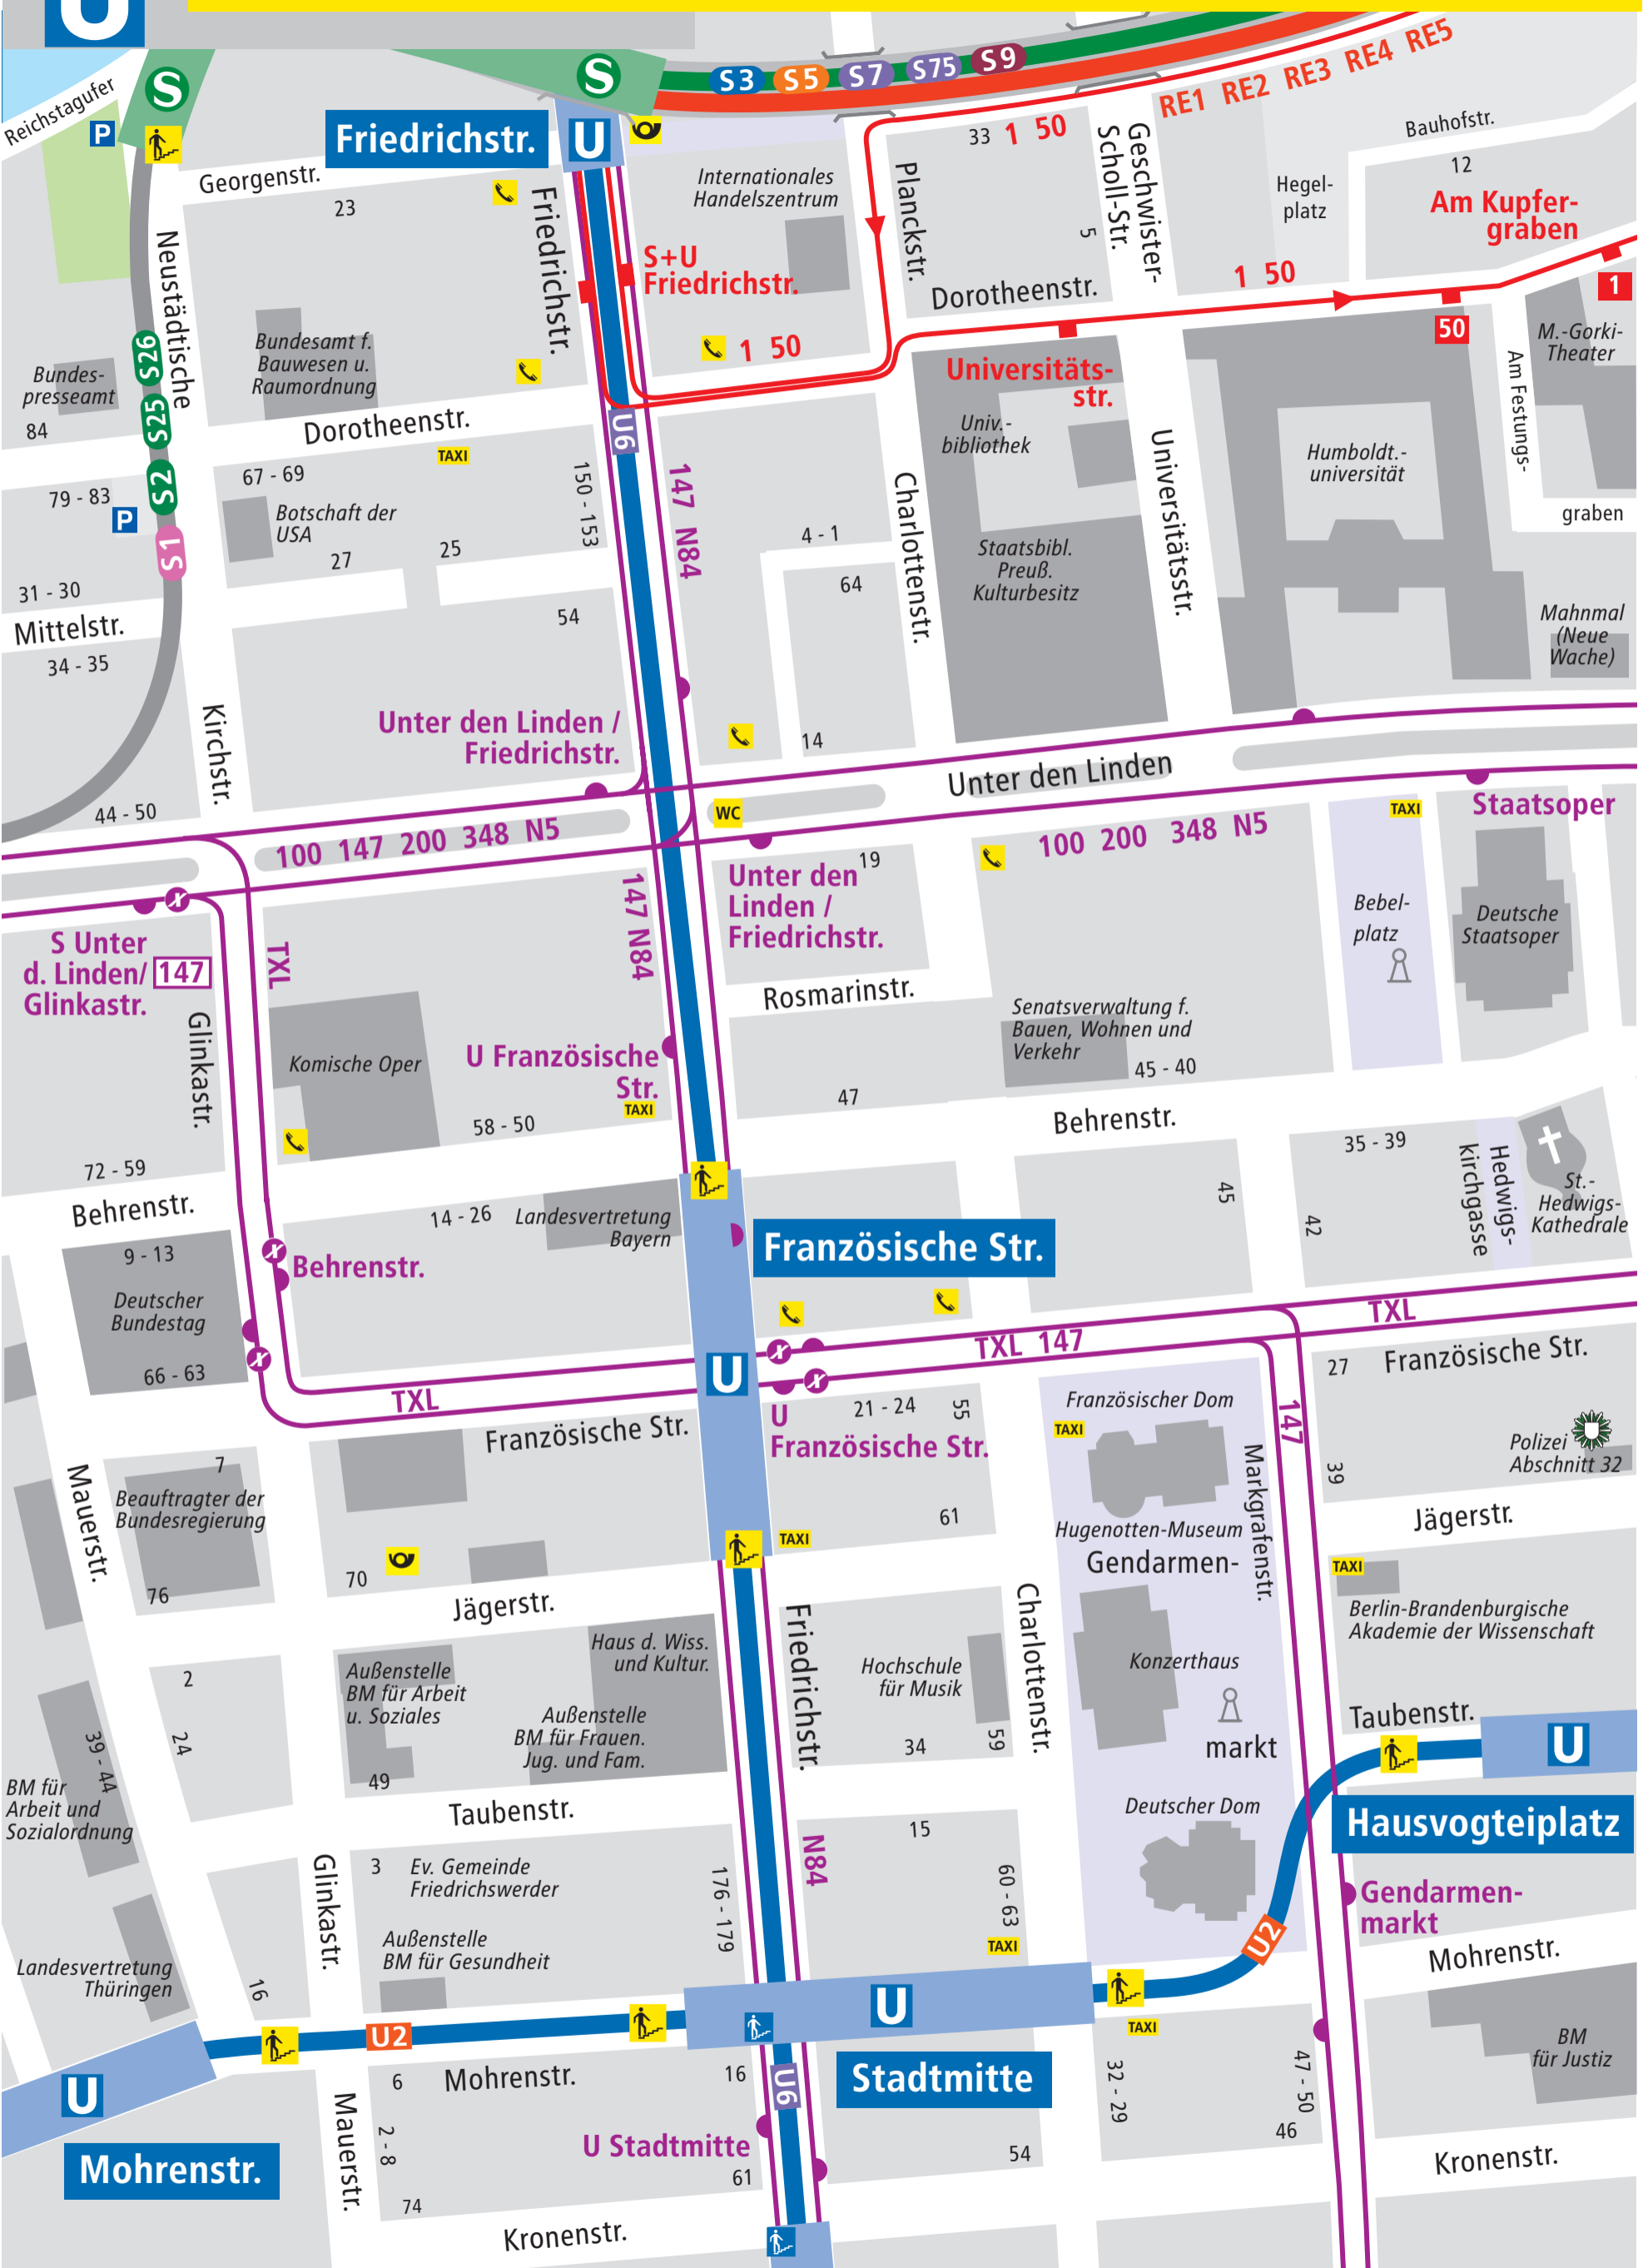 U
S
S
S3
S5
S7
S75
S9
RE1 RE2 RE3 RE4 RE5
Reichstagufer
P
Friedrichstr.
U
Georgenstr.
23
Friedrichstr.
Internationales
Handelszentrum
Planckstr.
33
1 50
Geschwister-
Scholl-Str.
5
Bauhofstr.
12
Hegel-
platz
Am Kupfer-
graben
1
50
1 50
Neustädtische
Kirchstr.
S+U
Friedrichstr.
Dorotheenstr.
1 50
Bundesamt f.
Bauwesen u.
Raumordnung
S26
S25
S2
S1
Bundes-
presseamt
84
Dorotheenstr.
TAXI
U6
Universitäts-
str.
Univ.-
bibliothek
Universitätsstr.
Humboldt.-
universität
M.-Gorki-
Theater
Am Festungs-
graben
79 - 83
P
67 - 69
Botschaft der
USA
27
25
150 - 153
147 N84
4 - 1
64
Charlottenstr.
Staatsbibl.
Preuß.
Kulturbesitz
31 - 30
Mittelstr.
34 - 35
54
Mahnmal
(Neue
Wache)
Unter den Linden /
Friedrichstr.
14
Unter den Linden
44 - 50
100 147 200 348 N5
WC
100 200 348 N5
TAXI
Staatsoper
19
Unter den
Linden /
Friedrichstr.
147 N84
S Unter
d. Linden/
Glinkastr.
147
TXL
Bebel-
platz
Deutsche
Staatsoper
Rosmarinstr.
Senatsverwaltung f.
Bauen, Wohnen und
Verkehr
45 - 40
Glinkastr.
Komische Oper
U Französische
Str.
TAXI
58 - 50
47
Behrenstr.
72 - 59
Behrenstr.
35 - 39
Hedwigs-
kirchgasse
St.-
Hedwigs-
Kathedrale
14 - 26
Landesvertretung
Bayern
45
42
9 - 13
Deutscher
Bundestag
66 - 63
Behrenstr.
Französische Str.
TXL 147
TXL
TXL
U
Französische Str.
U
Französische Str.
21 - 24
55
Französischer Dom
TAXI
147
27
Französische Str.
Mauerstr.
7
Beauftragter der
Bundesregierung
76
61
TAXI
Hugenotten-Museum
Gendarmen-
Markgrafenstr.
39
Polizei
Abschnitt 32
Jägerstr.
70
Jägerstr.
TAXI
Berlin-Brandenburgische
Akademie der Wissenschaft
2
24
Außenstelle
BM für Arbeit
u. Soziales
49
Haus d. Wiss.
und Kultur.
Außenstelle
BM für Frauen.
Jug. und Fam.
Friedrichstr.
Hochschule
für Musik
34
59
Charlottenstr.
Konzerthaus
markt
Taubenstr.
U
39 - 44
BM für
Arbeit und
Sozialordnung
Taubenstr.
Deutscher Dom
Hausvogteiplatz
15
N84
3
Ev. Gemeinde
Friedrichswerder
Glinkastr.
176 - 179
60 - 63
TAXI
Gendarmen-
markt
U2
Mohrenstr.
Landesvertretung
Thüringen
16
Außenstelle
BM für Gesundheit
U2
U
TAXI
BM
für Justiz
U
Mohrenstr.
Mauerstr.
6
Mohrenstr.
16
U6
Stadtmitte
32 - 29
47 - 50
46
2 - 8
U Stadtmitte
61
54
Kronenstr.
74
Kronenstr.